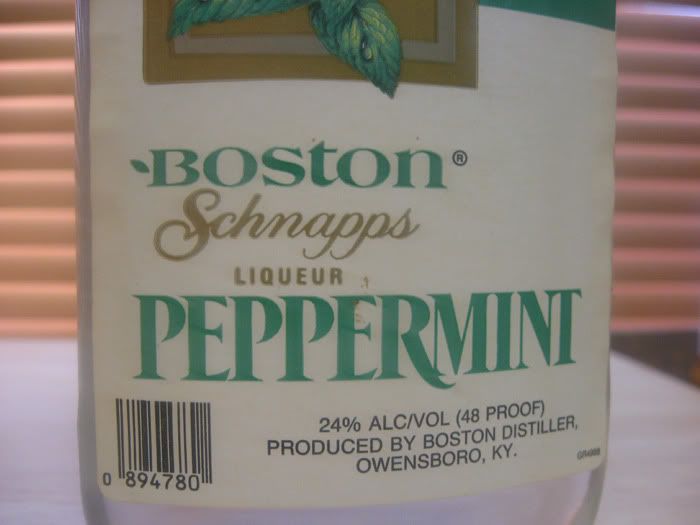 BOSTON®
Schnapps
LIQUEUR
PEPPERMINT
24% ALC/VOL (48 PROOF)
PRODUCED BY BOSTON DISTILLER,
OWENSBORO, KY.
0 894780